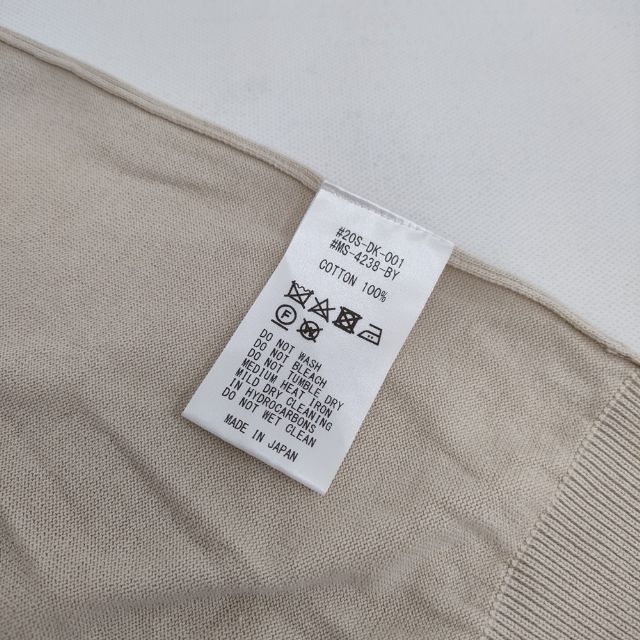 #20S-DK-001
#MS-4238-BY
COTTON 100%
F W
DO NOT WASH
DO NOT BLEACH
DO NOT TUMBLE DRY
MEDIUM HEAT IRON
MILD DRY CLEANING
IN HYDROCARBONS
DO NOT WET CLEAN
MADE IN JAPAN